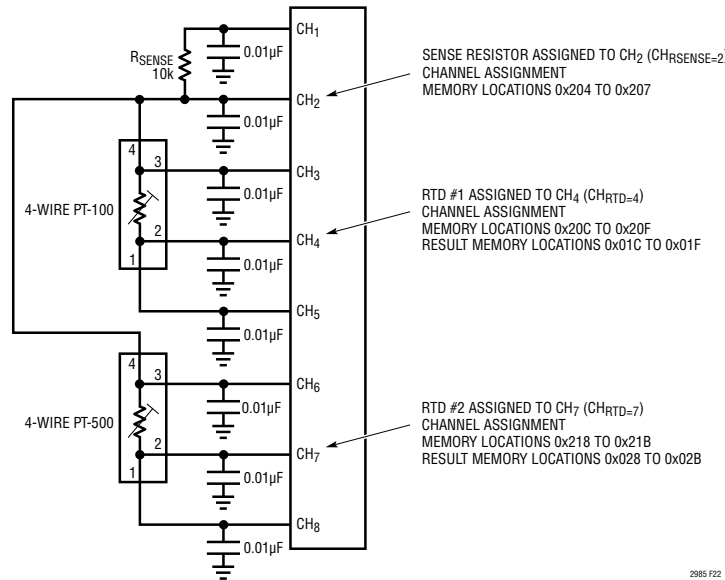 CH1
RSENSE
10k
0.01µF
CH2
0.01µF
SENSE RESISTOR ASSIGNED TO CH2 (CHRSENSE=2)
CHANNEL ASSIGNMENT
MEMORY LOCATIONS 0x204 TO 0x207
4
3
CH3
0.01µF
4-WIRE PT-100
2
1
CH4
0.01µF
RTD #1 ASSIGNED TO CH4 (CHRTD=4)
CHANNEL ASSIGNMENT
MEMORY LOCATIONS 0x20C TO 0x20F
RESULT MEMORY LOCATIONS 0x01C TO 0x01F
CH5
0.01µF
4
3
CH6
0.01µF
4-WIRE PT-500
2
1
CH7
0.01µF
RTD #2 ASSIGNED TO CH7 (CHRTD=7)
CHANNEL ASSIGNMENT
MEMORY LOCATIONS 0x218 TO 0x21B
RESULT MEMORY LOCATIONS 0x028 TO 0x02B
CH8
0.01µF
2985 F22